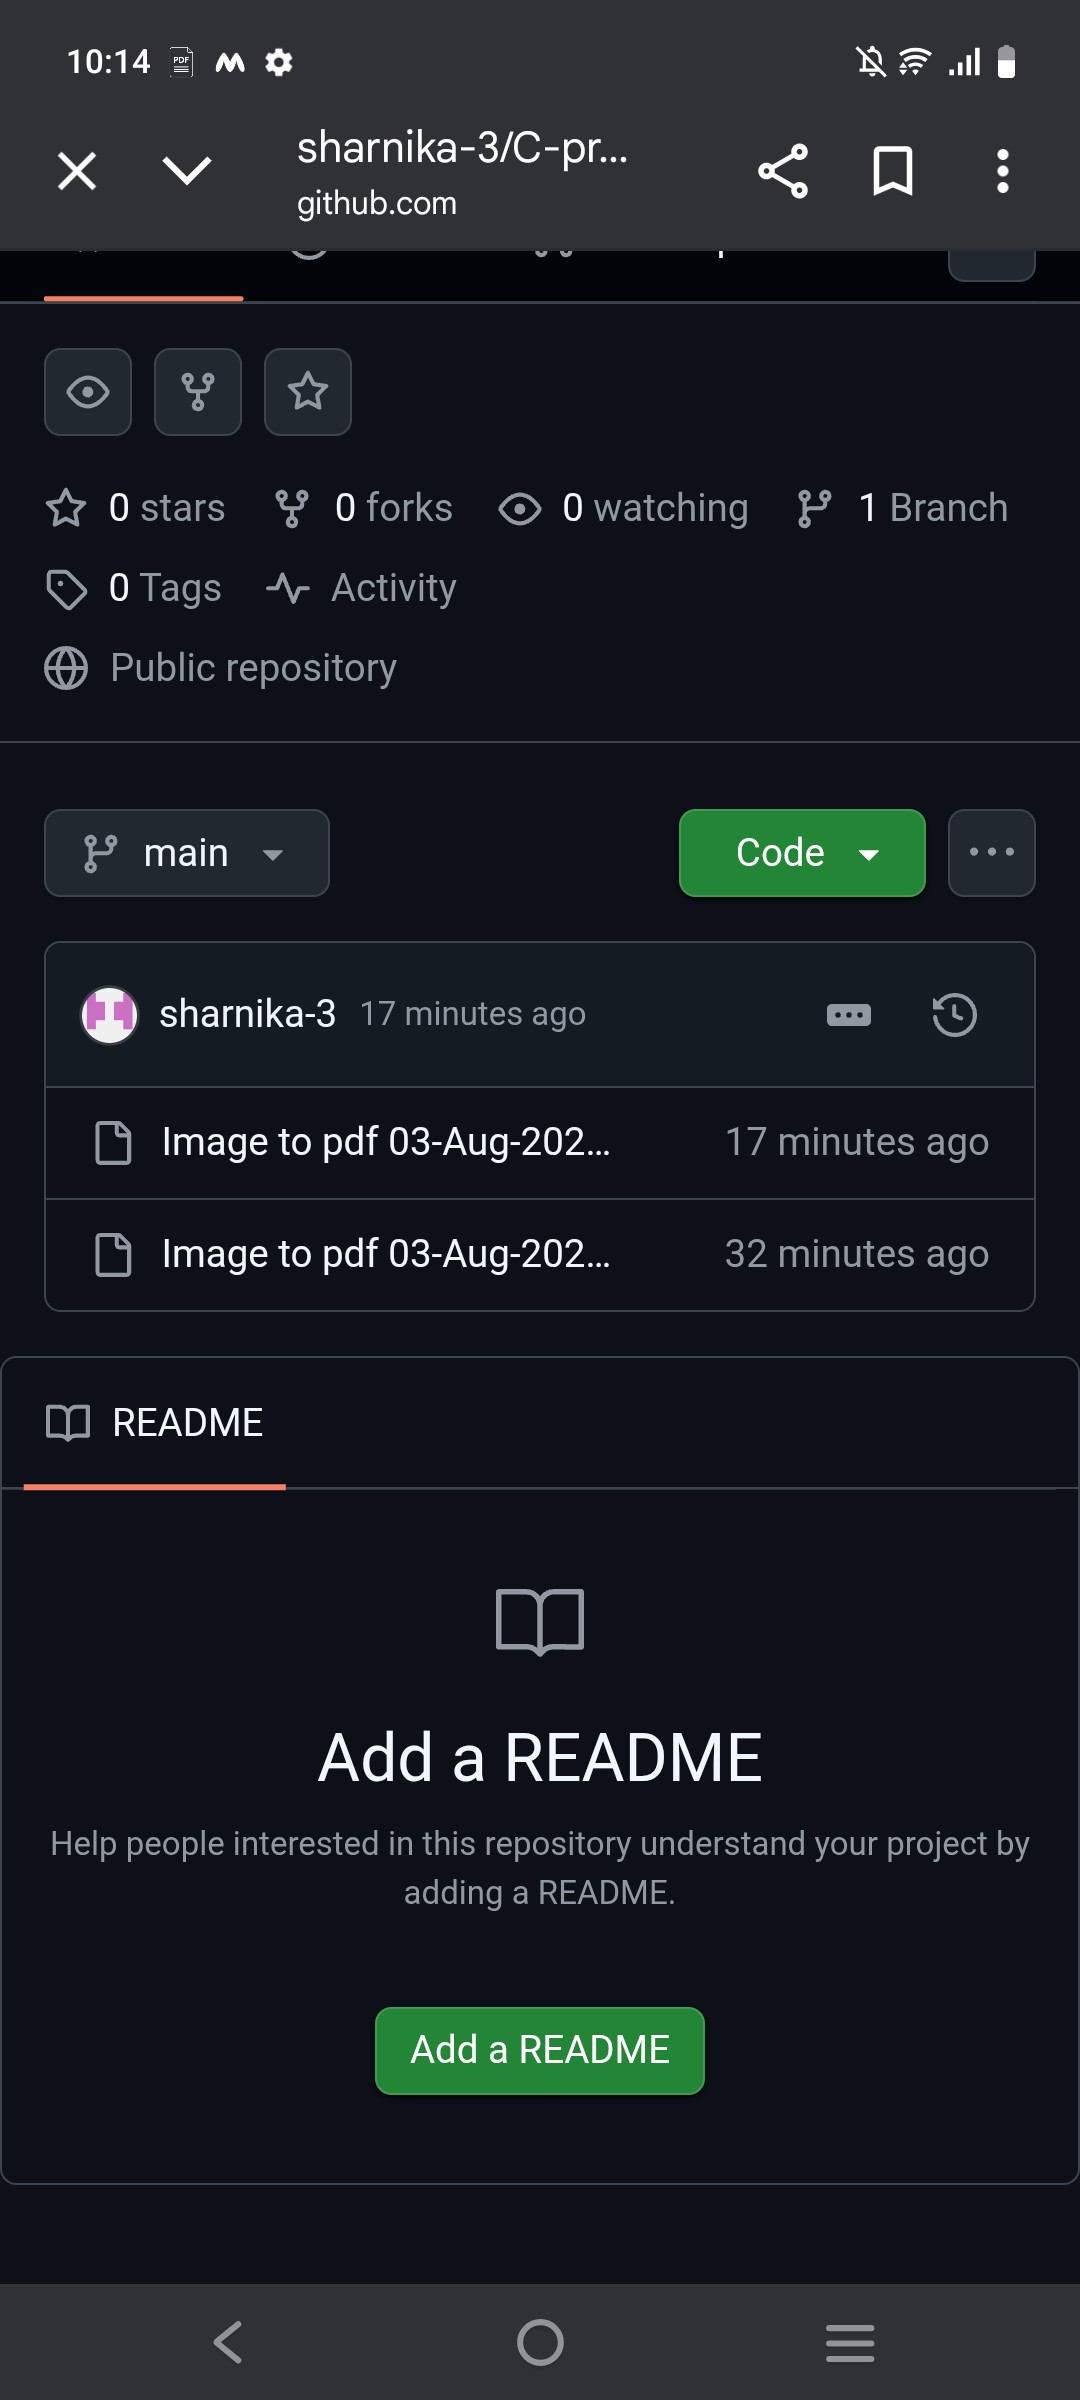 10:14
sharnika-3/C-pr...
github.com
0 stars 0 forks 0 watching 1 Branch
0 Tags Activity
Public repository
main Code
sharnika-3 17 minutes ago
Image to pdf 03-Aug-202... 17 minutes ago
Image to pdf 03-Aug-202... 32 minutes ago
README
Add a README
Help people interested in this repository understand your project by
adding a README.
Add a README